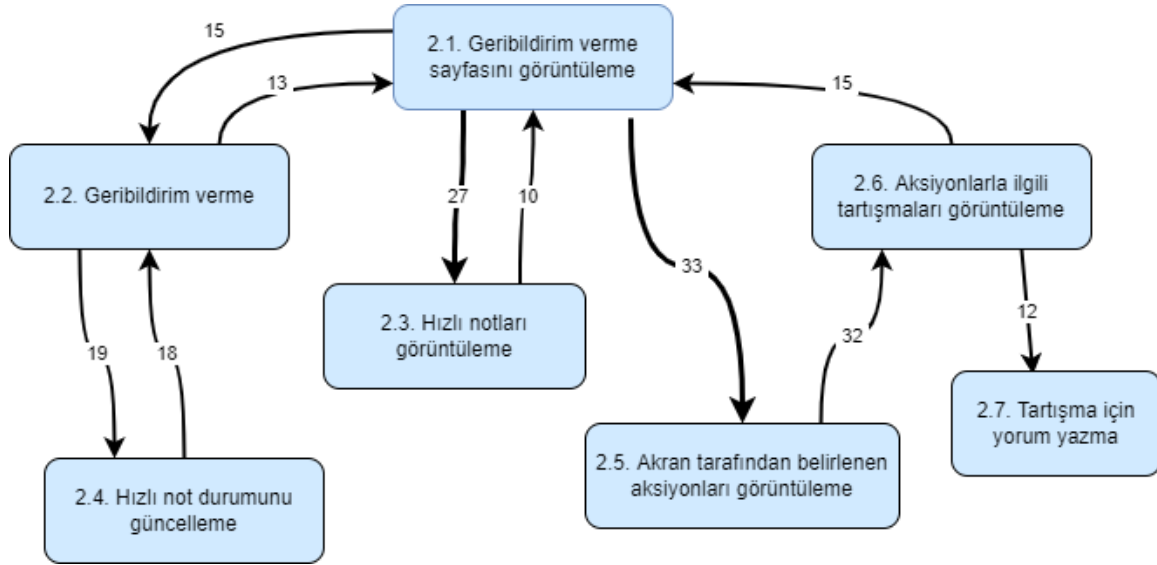 2.1. Geribildirim verme
sayfasını görüntüleme
15
13
15
2.2. Geribildirim verme
2.6. Aksiyonlarla ilgili
tartışmaları görüntüleme
27
10
33
2.3. Hızlı notları
görüntüleme
12
32
19
18
2.7. Tartışma için
yorum yazma
2.5. Akran tarafından belirlenen
aksiyonları görüntüleme
2.4. Hızlı not durumunu
güncelleme